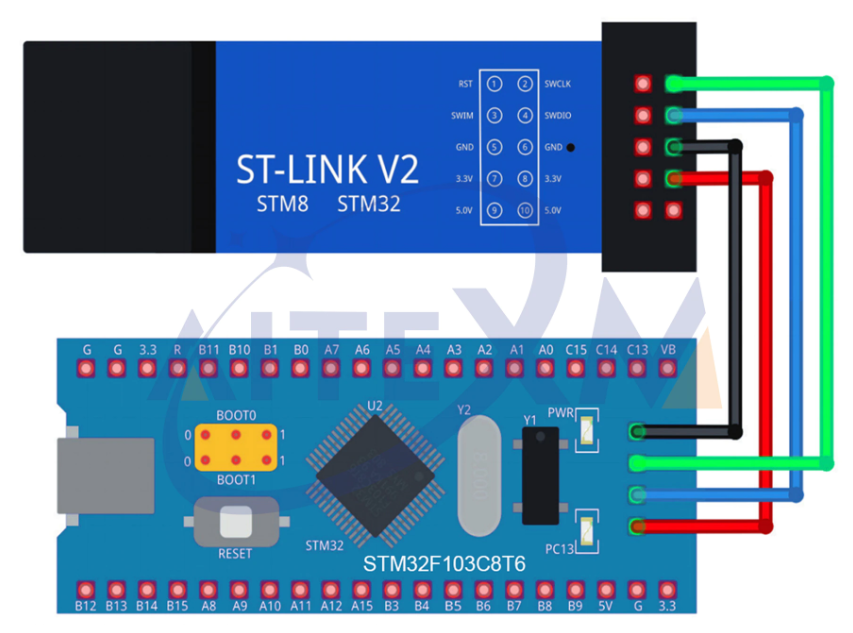 RST 1 2 SWCLK
SWIM 3 4 SWDIO
GND 5 6 GND
3.3V 7 8 3.3V
5.0V 9 10 5.0V
ST-LINK V2
STM8 STM32
AITEXM
G G 3.3 R B11 B10 B1 B0 A7 A6 A5 A4 A3 A2 A1 A0 C15 C14 C13 VB
U2
Y2
Y1
PWR
BOOT0
0 1
0 1
BOOT1
RESET
STM32
PC13
STM32F103C8T6
B12 B13 B14 B15 A8 A9 A10 A11 A12 A15 B3 B4 B5 B6 B7 B8 B9 5V G 3.3